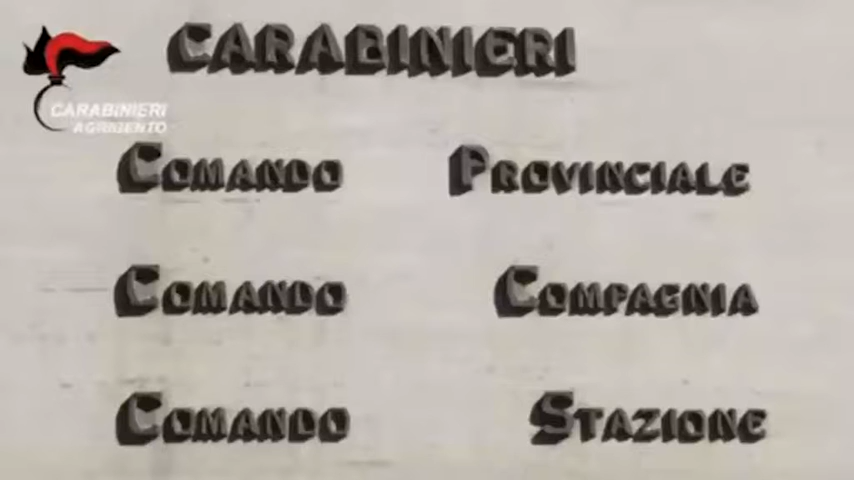 CARABINIERI
CARABINIERI
AGRIGENTO
COMANDO PROVINCIALE
COMANDO COMPAGNIA
COMANDO STAZIONE